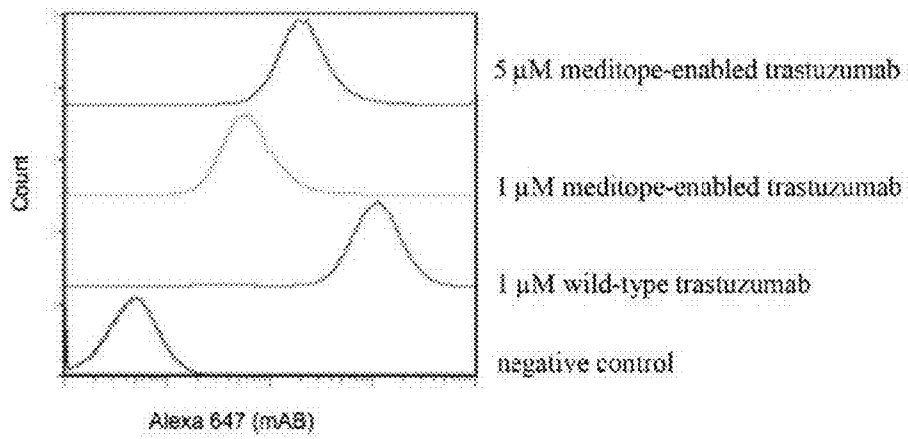 5 µM meditope-enabled trastuzumab
1 µM meditope-enabled trastuzumab
1 µM wild-type trastuzumab
negative control
Count
Alexa 647 (mAB)